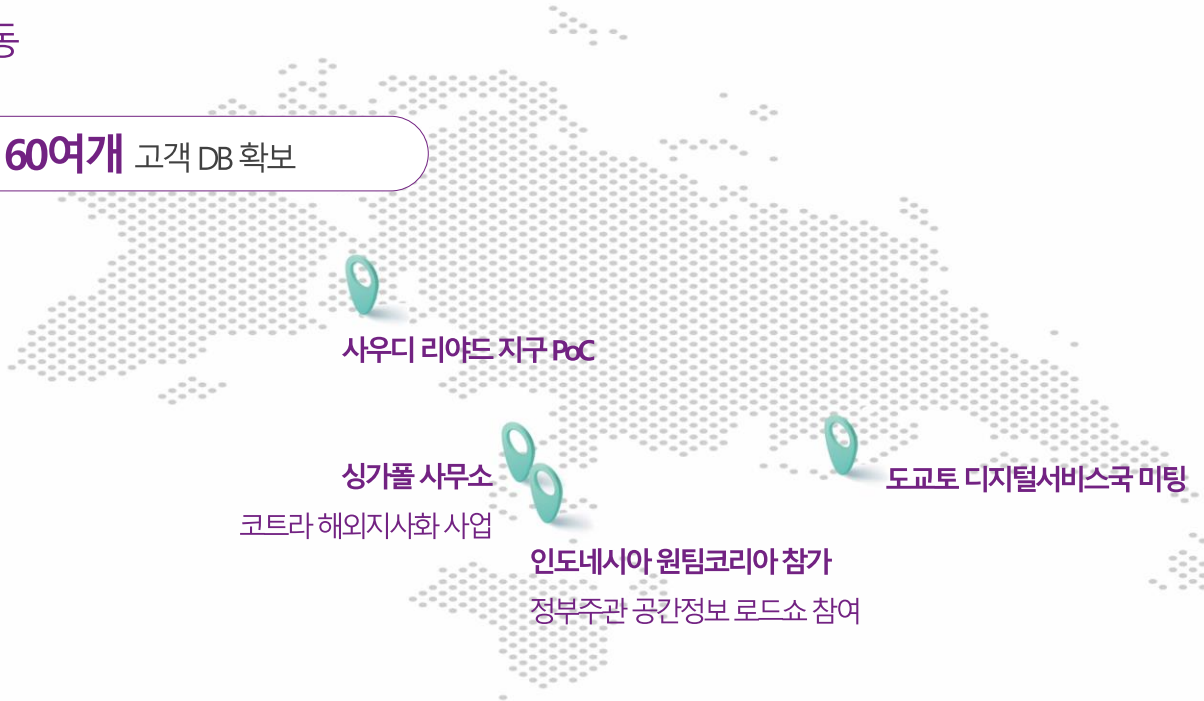 동
60여개 고객 DB 확보
사우디 리야드 지구 PoC
싱가폴 사무소
코트라 해외지사화 사업
도쿄토 디지털서비스국 미팅
인도네시아 원팀코리아 참가
정부주관 공간정보 로드쇼 참여